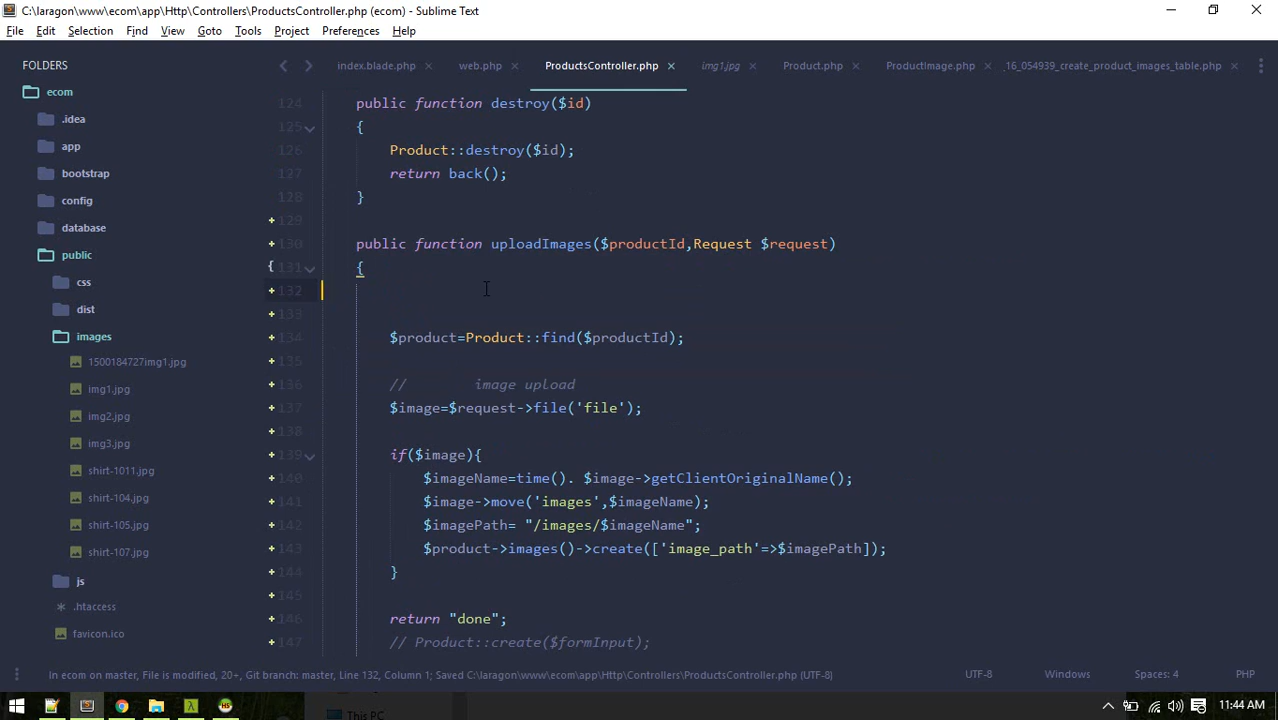 C:\laragon\www\ecom\app\Http\Controllers\ProductsController.php (ecom) - Sublime Text
File Edit Selection Find View Goto Tools Project Preferences Help
FOLDERS
ecom
.idea
app
bootstrap
config
database
public
css
dist
images
1500184727img1.jpg
img1.jpg
img2.jpg
img3.jpg
shirt-1011.jpg
shirt-104.jpg
shirt-105.jpg
shirt-107.jpg
js
.htaccess
favicon.ico
index.blade.php web.php ProductsController.php img1.jpg Product.php ProductImage.php _16_054939_create_product_images_table.php
124 public function destroy($id)
125 {
126 Product::destroy($id);
127 return back();
128 }
129
130 public function uploadImages($productId,Request $request)
131 {
132
133
134 $product=Product::find($productId);
135
136 // image upload
137 $image=$request->file('file');
138
139 if($image){
140 $imageName=time(). $image->getClientOriginalName();
141 $image->move('images',$imageName);
142 $imagePath= "/images/$imageName";
143 $product->images()->create(['image_path'=>$imagePath]);
144 }
145
146 return "done";
147 // Product::create($formInput);
In ecom on master, File is modified, 20+, Git branch: master, Line 132, Column 1; Saved C:\laragon\www\ecom\app\Http\Controllers\ProductsController.php (UTF-8) UTF-8 Windows Spaces: 4 PHP
This PC
11:44 AM